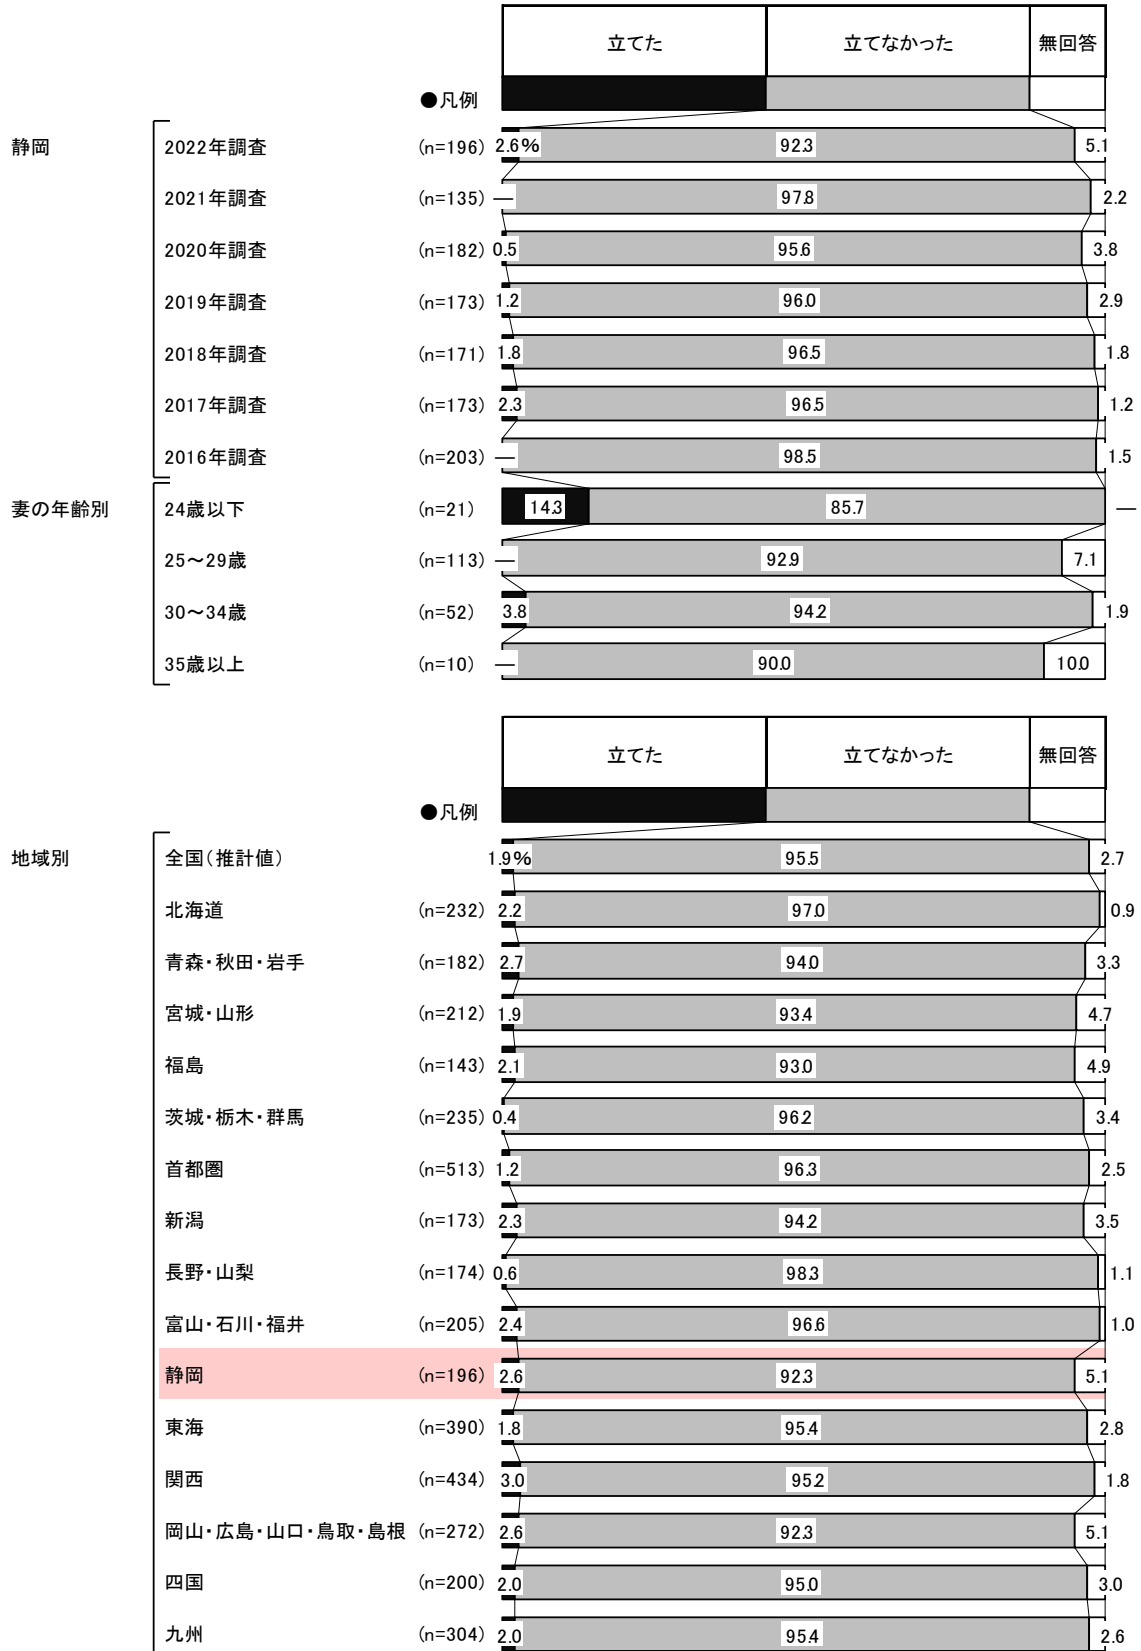 立てた 立てなかった 無回答
●凡例
静岡 2022年調査 (n=196) 2.6% 92.3 5.1
2021年調査 (n=135) — 97.8 2.2
2020年調査 (n=182) 0.5 95.6 3.8
2019年調査 (n=173) 1.2 96.0 2.9
2018年調査 (n=171) 1.8 96.5 1.8
2017年調査 (n=173) 2.3 96.5 1.2
2016年調査 (n=203) — 98.5 1.5
妻の年齢別 24歳以下 (n=21) 14.3 85.7 —
25～29歳 (n=113) — 92.9 7.1
30～34歳 (n=52) 3.8 94.2 1.9
35歳以上 (n=10) — 90.0 10.0
立てた 立てなかった 無回答
●凡例
地域別 全国(推計値) 1.9% 95.5 2.7
北海道 (n=232) 2.2 97.0 0.9
青森・秋田・岩手 (n=182) 2.7 94.0 3.3
宮城・山形 (n=212) 1.9 93.4 4.7
福島 (n=143) 2.1 93.0 4.9
茨城・栃木・群馬 (n=235) 0.4 96.2 3.4
首都圏 (n=513) 1.2 96.3 2.5
新潟 (n=173) 2.3 94.2 3.5
長野・山梨 (n=174) 0.6 98.3 1.1
富山・石川・福井 (n=205) 2.4 96.6 1.0
静岡 (n=196) 2.6 92.3 5.1
東海 (n=390) 1.8 95.4 2.8
関西 (n=434) 3.0 95.2 1.8
岡山・広島・山口・鳥取・島根 (n=272) 2.6 92.3 5.1
四国 (n=200) 2.0 95.0 3.0
九州 (n=304) 2.0 95.4 2.6